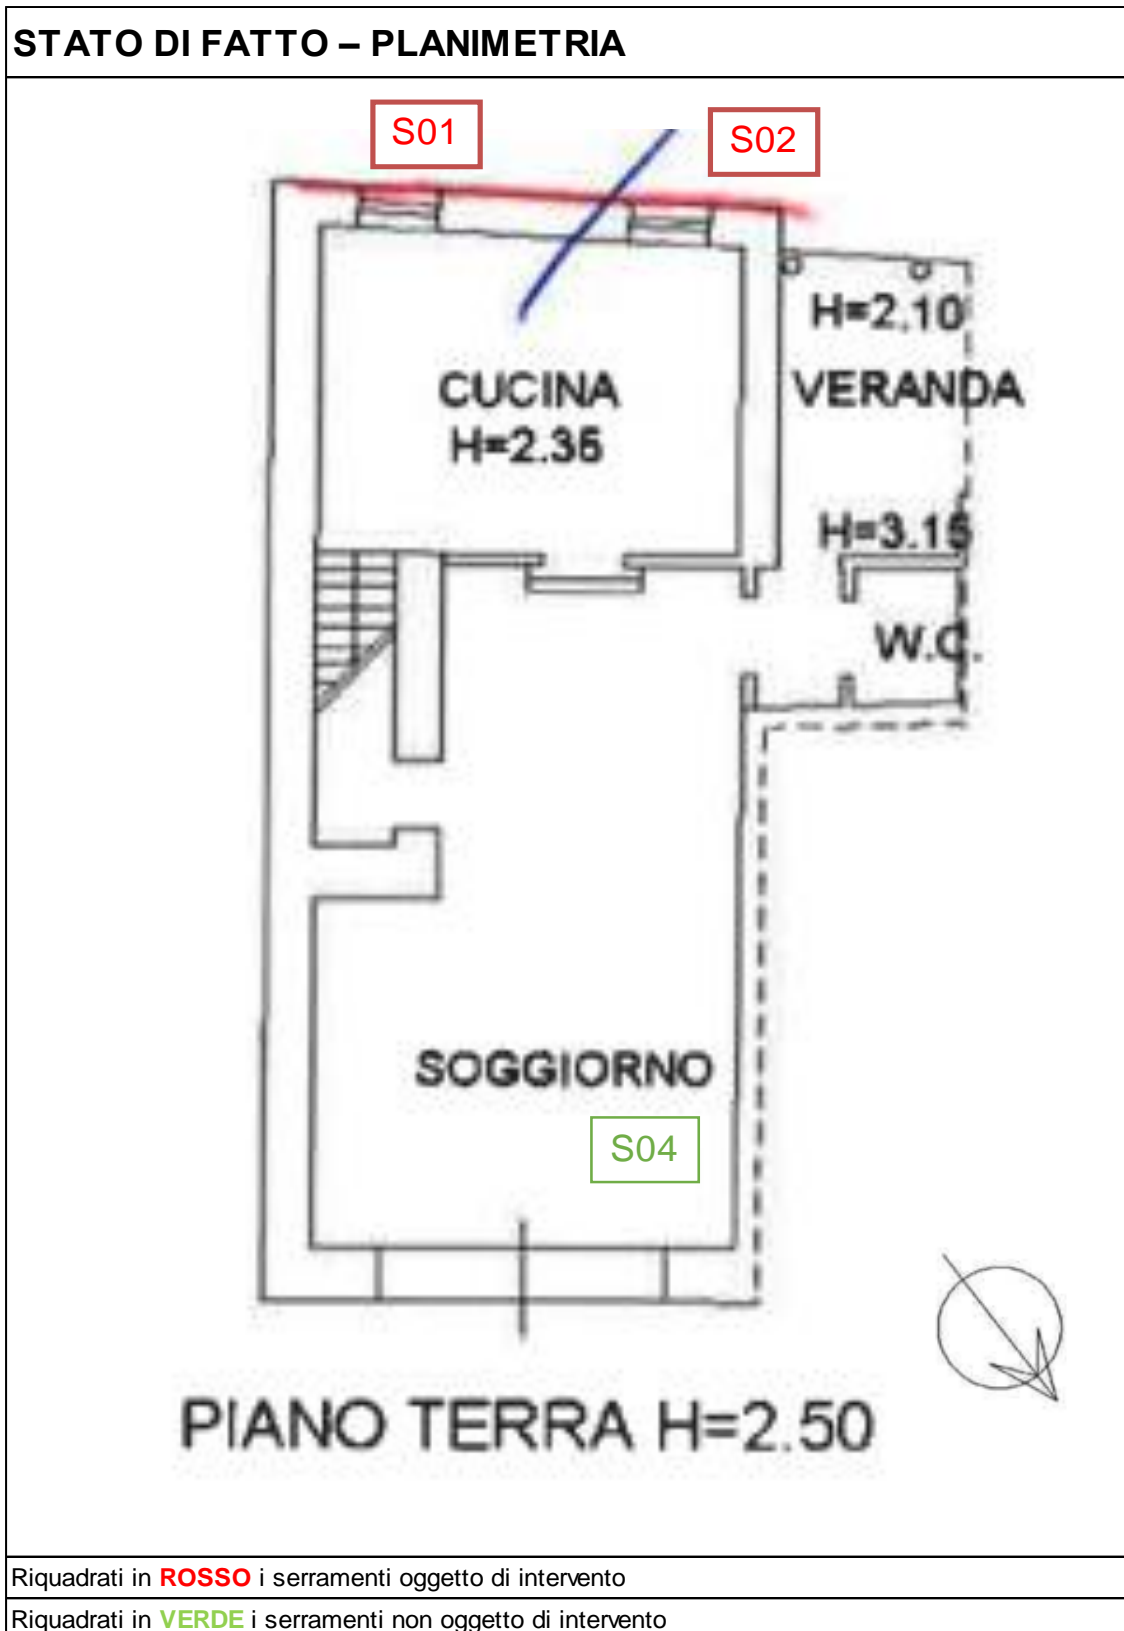 STATO DI FATTO – PLANIMETRIA
S01
S02
H=2.10
CUCINA
VERANDA
H=2.35
H=3.15
W.C.
SOGGIORNO
S04
PIANO TERRA H=2.50
Riquadrati in ROSSO i serramenti oggetto di intervento
Riquadrati in VERDE i serramenti non oggetto di intervento